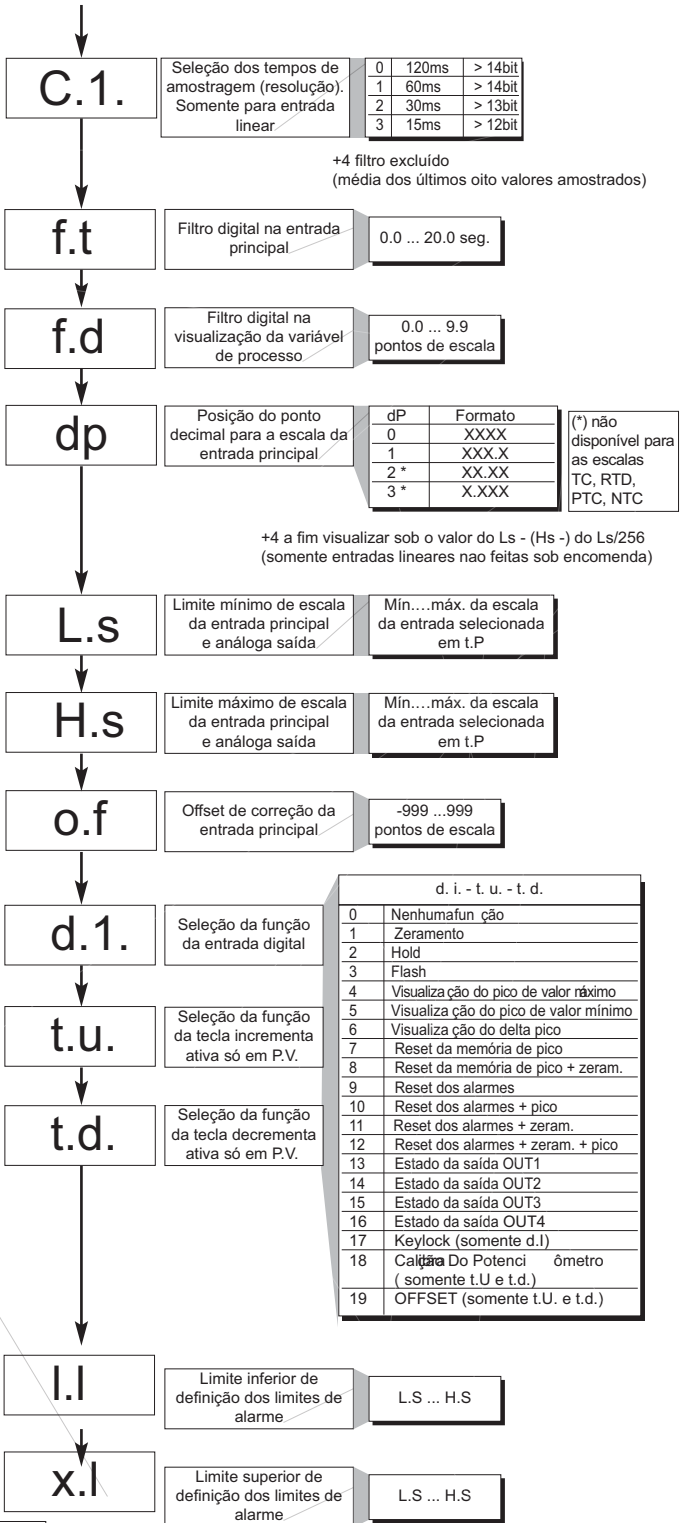 C.1.
Seleção dos tempos de
amostragem (resolução).
Somente para entrada
linear
0 120ms > 14bit
1 60ms > 14bit
2 30ms > 13bit
3 15ms > 12bit
+4 filtro excluído
(média dos últimos oito valores amostrados)
f.t
Filtro digital na entrada
principal
0.0 ... 20.0 seg.
f.d
Filtro digital na
visualização da variável
de processo
0.0 ... 9.9
pontos de escala
dp
Posição do ponto
decimal para a escala da
entrada principal
dP Formato
0 XXXX
1 XXX.X
2 * XX.XX
3 * X.XXX
(*) não
disponível para
as escalas
TC, RTD,
PTC, NTC
+4 a fim visualizar sob o valor do Ls - (Hs -) do Ls/256
(somente entradas lineares nao feitas sob encomenda)
L.s
Limite mínimo de escala
da entrada principal
e análoga saída
Mín....máx. da escala
da entrada selecionada
em t.P
H.s
Limite máximo de escala
da entrada principal
e análoga saída
Mín....máx. da escala
da entrada selecionada
em t.P
o.f
Offset de correção da
entrada principal
-999 ...999
pontos de escala
d.1.
Seleção da função
da entrada digital
t.u.
Seleção da função
da tecla incrementa
ativa só em P.V.
t.d.
Seleção da função
da tecla decrementa
ativa só em P.V.
d. i. - t. u. - t. d.
0 Nenhumafun ção
1 Zeramento
2 Hold
3 Flash
4 Visualiza ção do pico de valor máximo
5 Visualiza ção do pico de valor mínimo
6 Visualiza ção do delta pico
7 Reset da memória de pico
8 Reset da memória de pico + zeram.
9 Reset dos alarmes
10 Reset dos alarmes + pico
11 Reset dos alarmes + zeram.
12 Reset dos alarmes + zeram. + pico
13 Estado da saída OUT1
14 Estado da saída OUT2
15 Estado da saída OUT3
16 Estado da saída OUT4
17 Keylock (somente d.I)
18 Do Potenci ômetro
( somente t.U e t.d.)
19 OFFSET (somente t.U. e t.d.)
l.l
Limite inferior de
definição dos limites de
alarme
L.S ... H.S
x.l
Limite superior de
definição dos limites de
alarme
L.S ... H.S